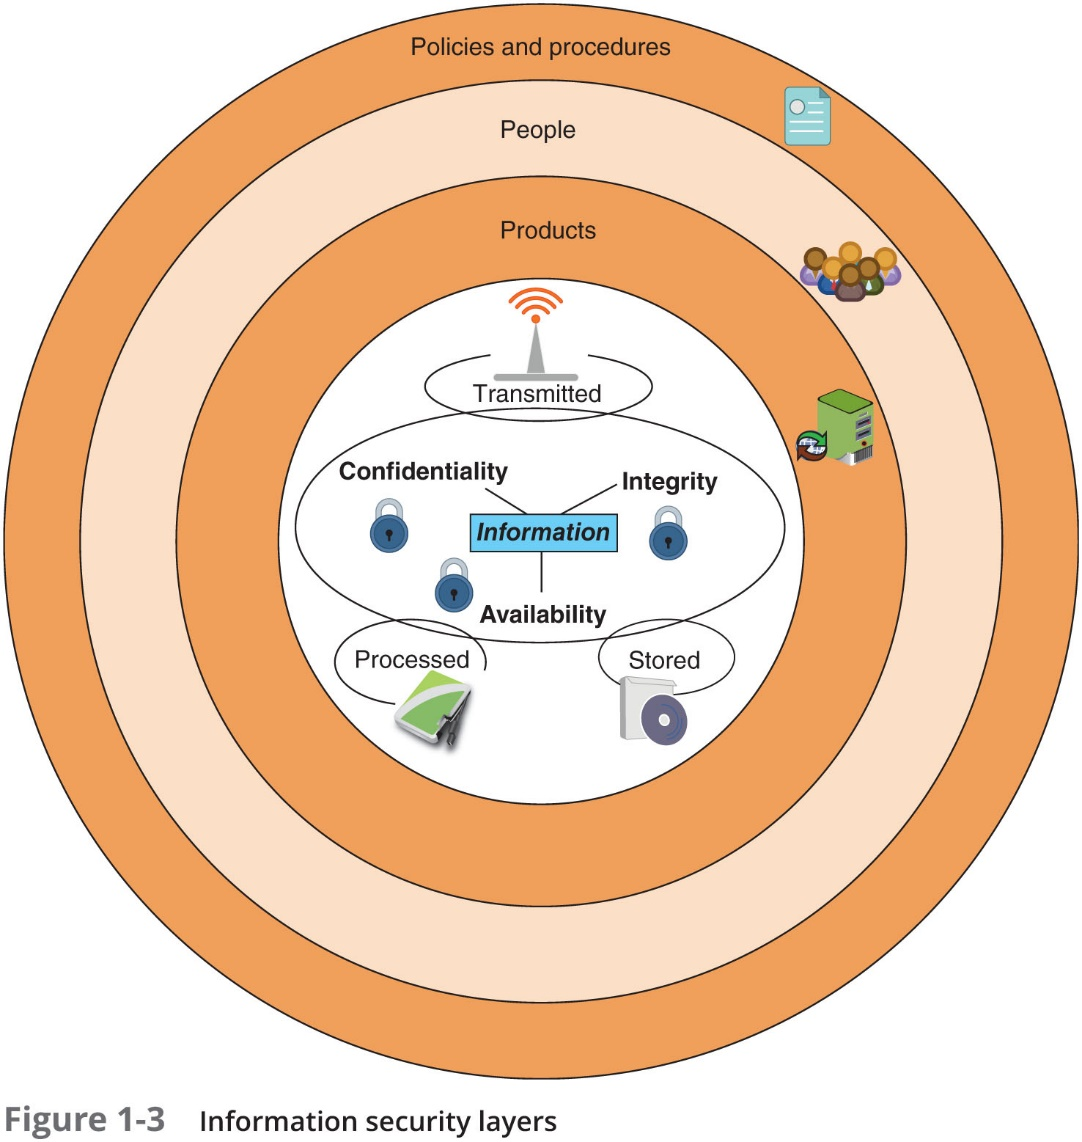 Policies and procedures
People
Products
Transmitted
Confidentiality
Integrity
Information
Availability
Processed
Stored
Figure 1-3 Information security layers